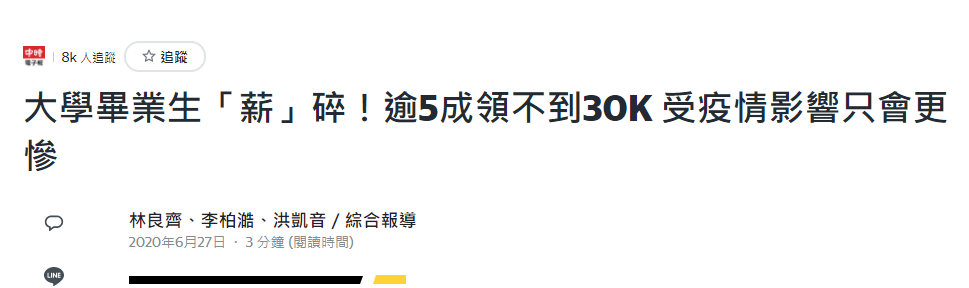 中時
電子報
8k 人追蹤
追蹤
大學畢業生「薪」碎！逾5成領不到30K 受疫情影響只會更
慘
林良齊、李柏澔、洪凱音 / 綜合報導
2020年6月27日 · 3 分鐘 (閱讀時間)
LINE